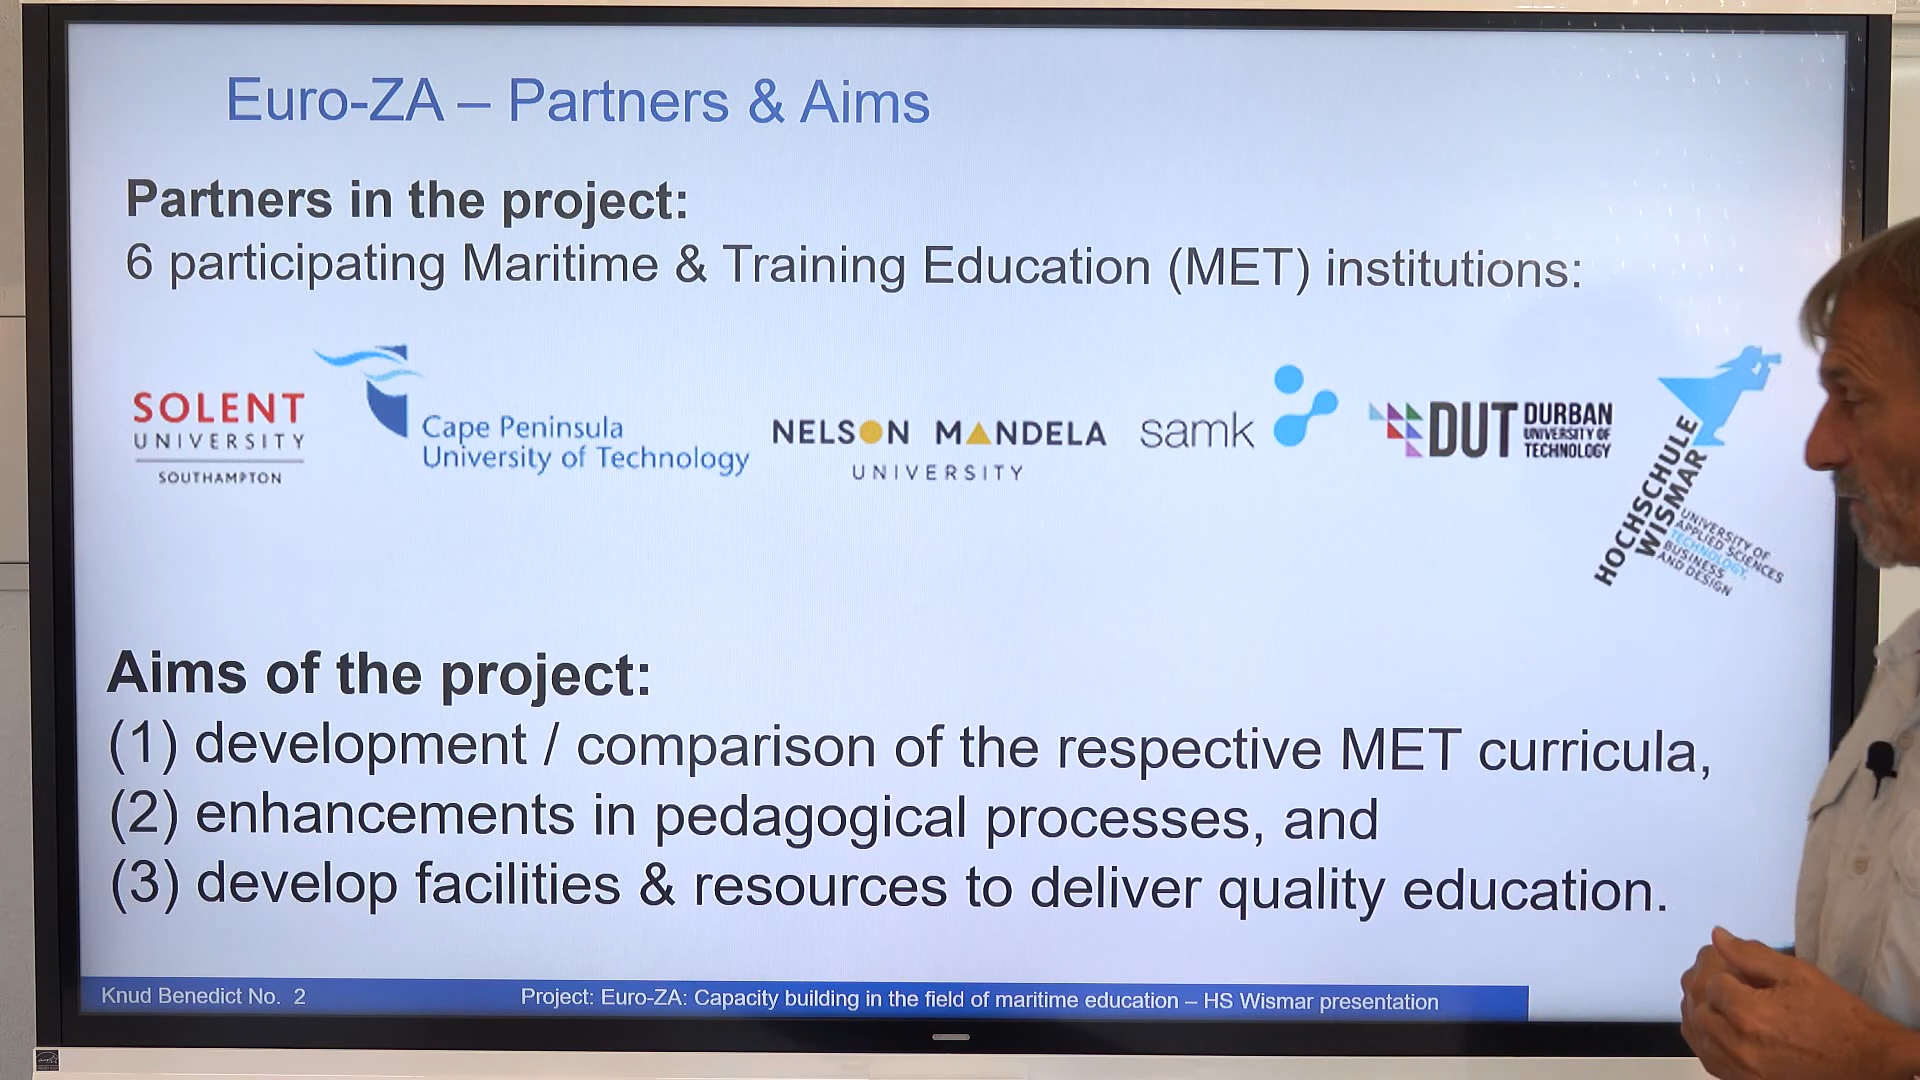 Euro-ZA – Partners & Aims
Partners in the project:
6 participating Maritime & Training Education (MET) institutions:
SOLENT
UNIVERSITY
SOUTHAMPTON
Cape Peninsula
University of Technology
NELSON MANDELA
UNIVERSITY
samk
DUT
DURBAN
UNIVERSITY OF
TECHNOLOGY
HOCHSCHULE
WISMAR
UNIVERSITY OF
APPLIED SCIENCES
TECHNOLOGY,
BUSINESS
AND DESIGN
Aims of the project:
(1) development / comparison of the respective MET curricula,
(2) enhancements in pedagogical processes, and
(3) develop facilities & resources to deliver quality education.
Knud Benedict No. 2
Project: Euro-ZA: Capacity building in the field of maritime education – HS Wismar presentation